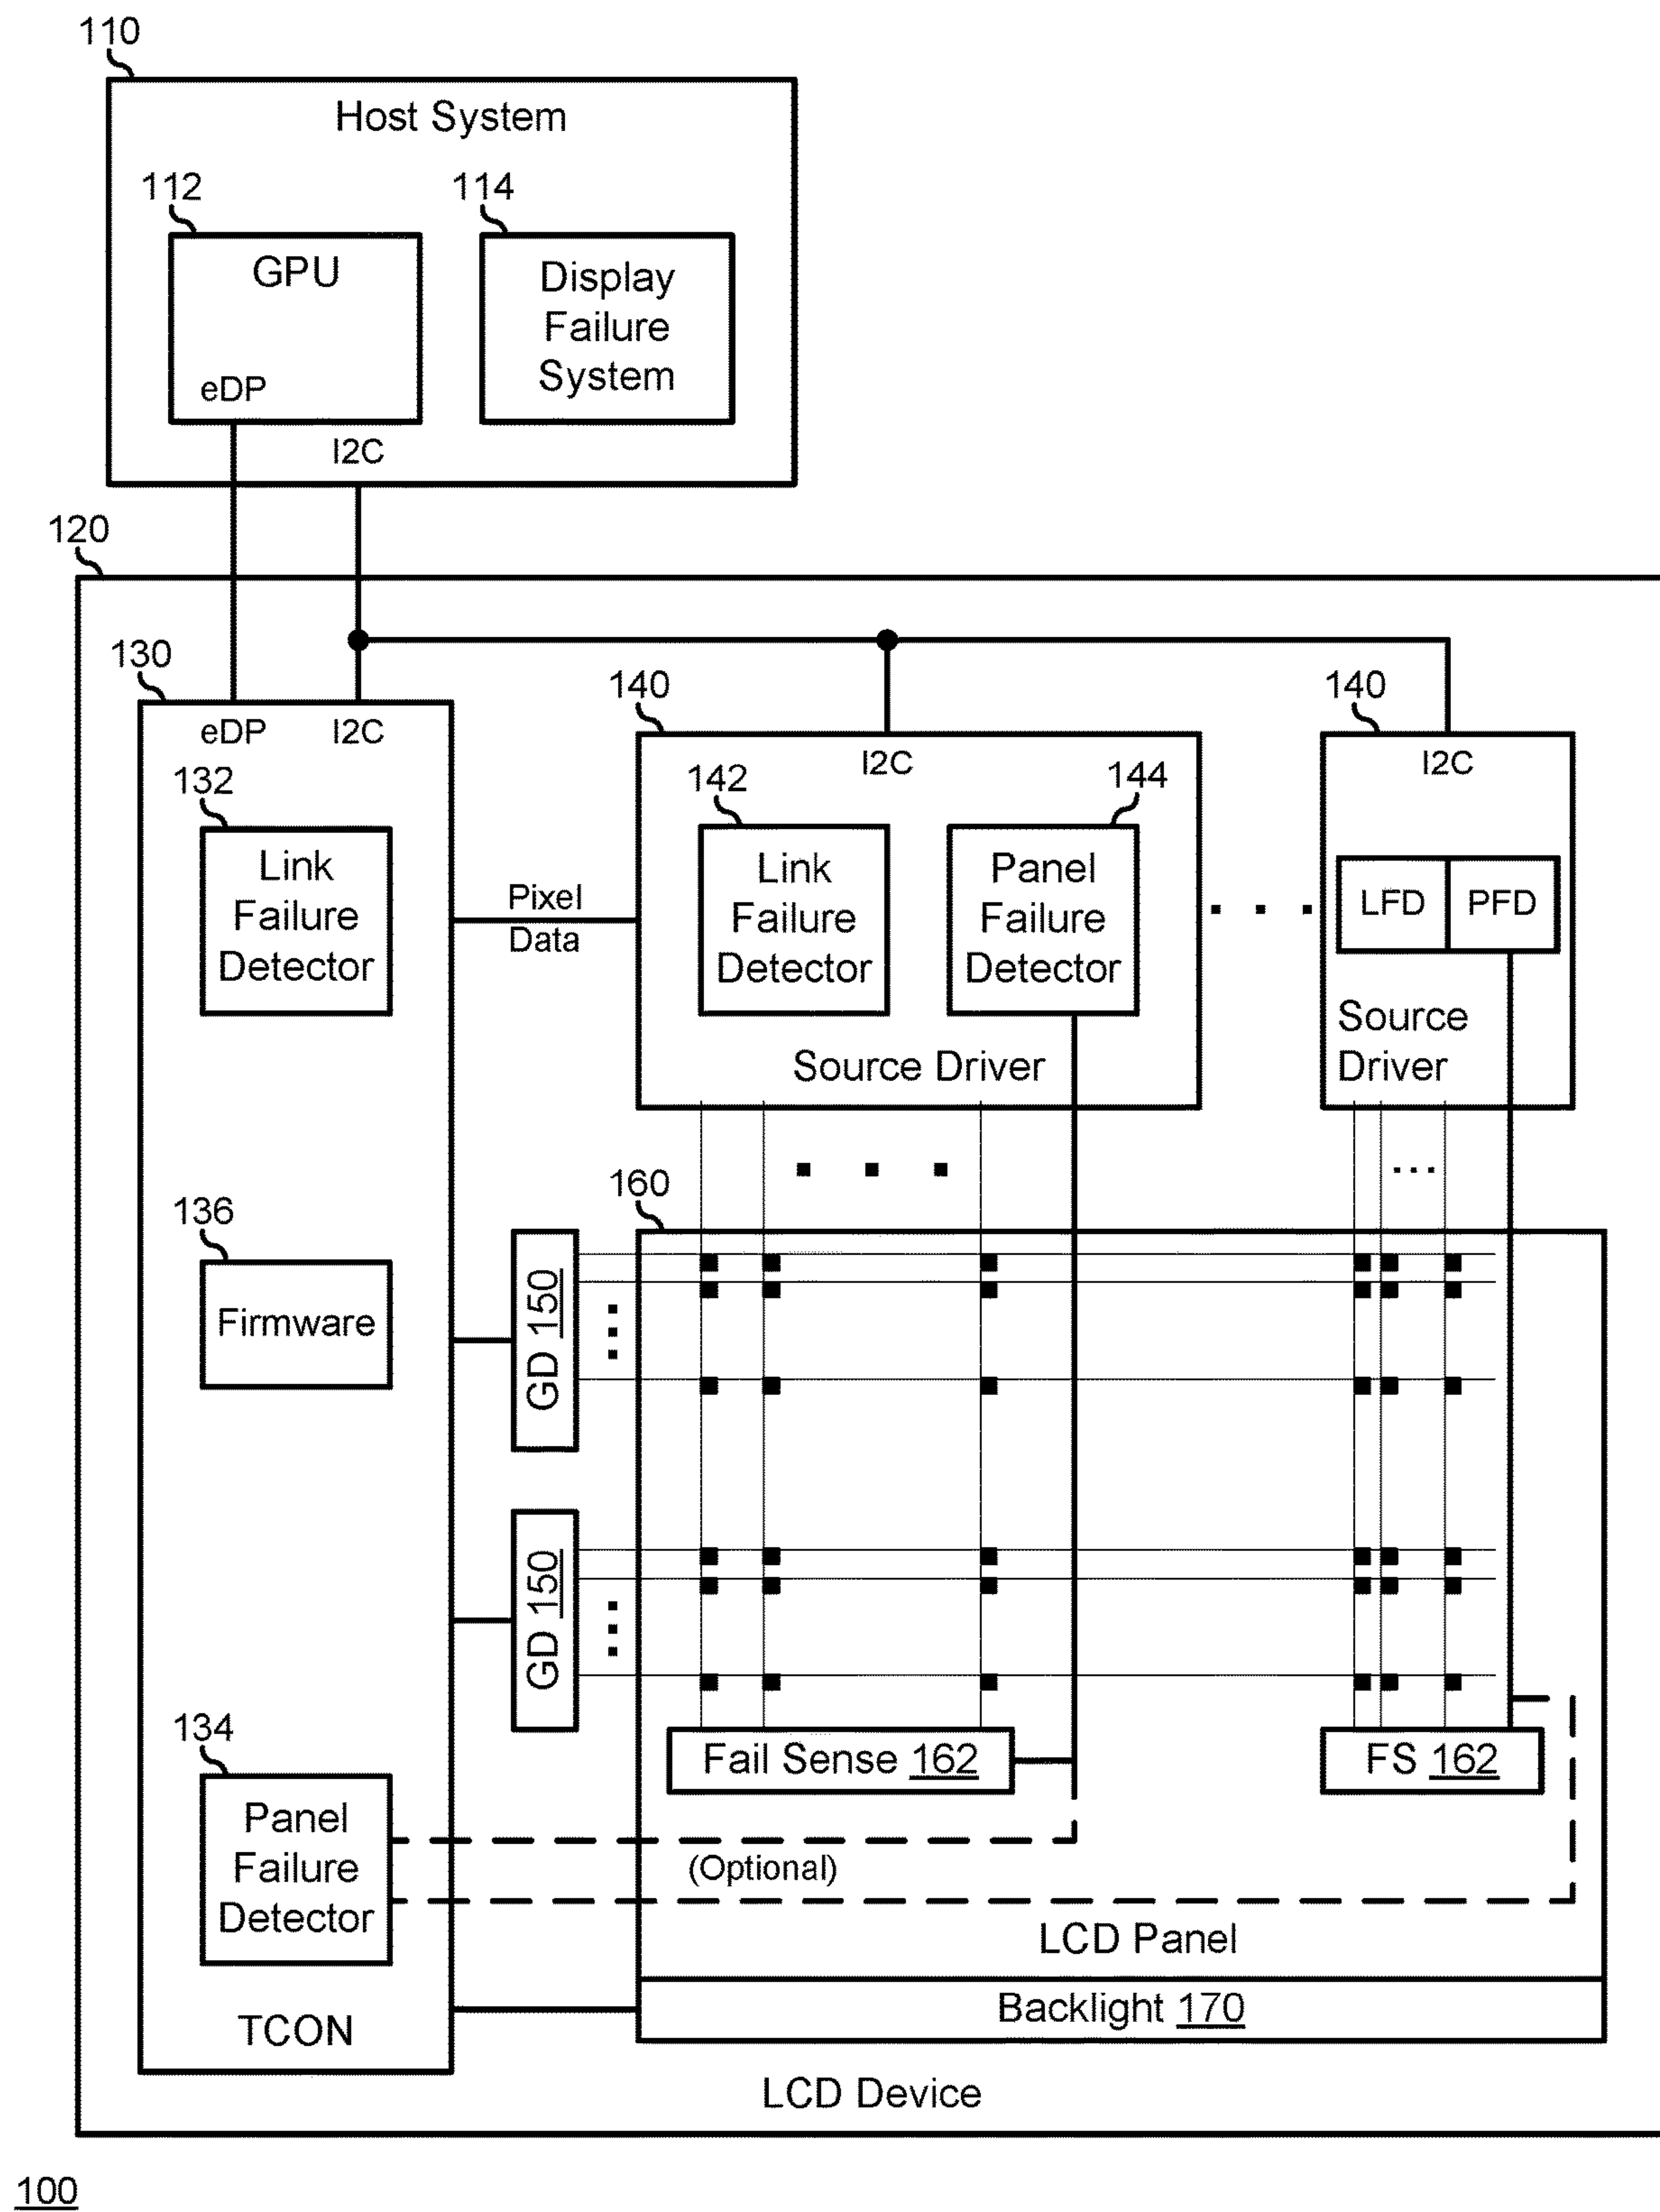 110
Host System
112
114
GPU
Display
Failure
System
eDP
I2C
120
130
140
140
eDP
I2C
I2C
I2C
132
142
144
Link
Failure
Detector
Pixel
Data
Link
Failure
Detector
Panel
Failure
Detector
LFD
PFD
Source
Driver
Source Driver
160
136
Firmware
GD 150
GD 150
134
Panel
Failure
Detector
Fail Sense 162
FS 162
(Optional)
LCD Panel
Backlight 170
TCON
LCD Device
100